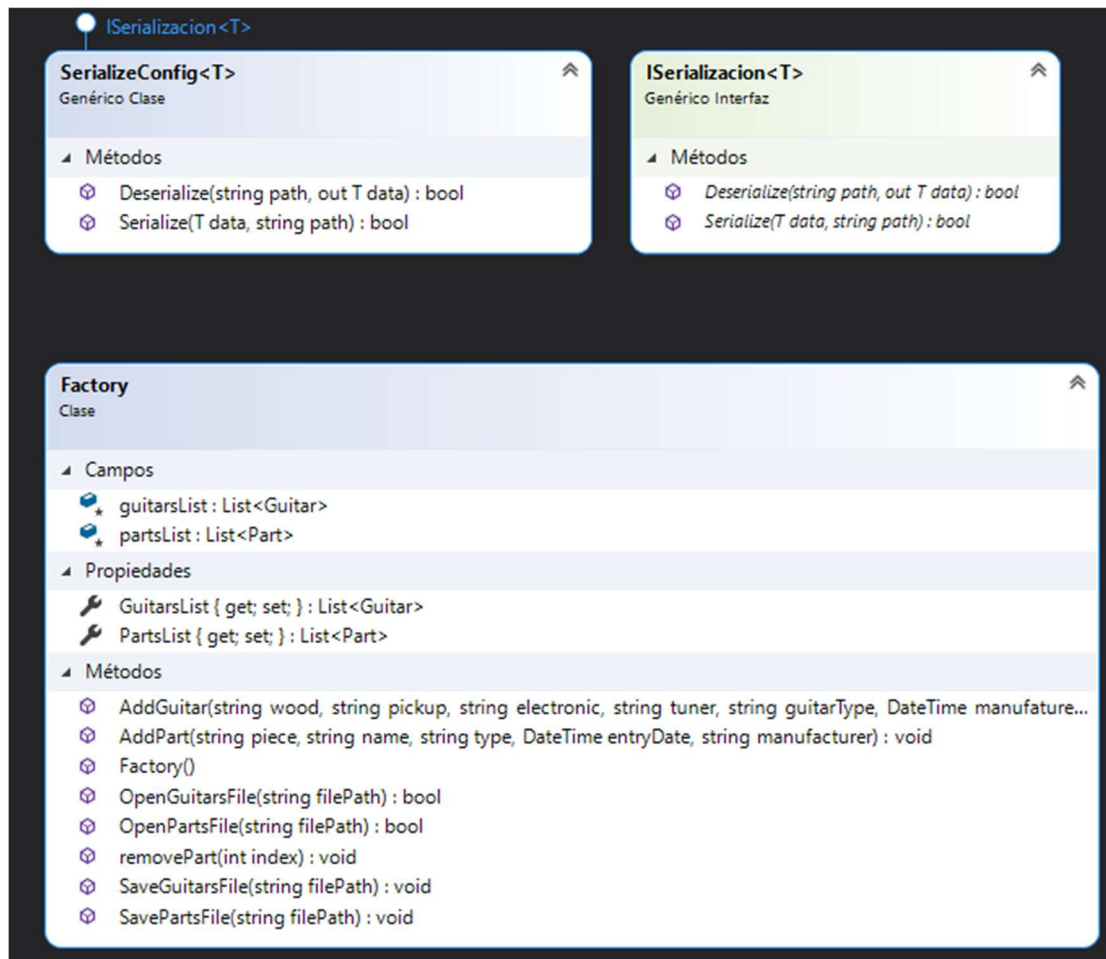 ISerializacion<T>
SerializeConfig<T>
Genérico Clase
Métodos
Deserialize(string path, out T data) : bool
Serialize(T data, string path) : bool
ISerializacion<T>
Genérico Interfaz
Métodos
Deserialize(string path, out T data) : bool
Serialize(T data, string path) : bool
Factory
Clase
Campos
guitarsList : List<Guitar>
partsList : List<Part>
Propiedades
GuitarsList { get; set; } : List<Guitar>
PartsList { get; set; } : List<Part>
Métodos
AddGuitar(string wood, string pickup, string electronic, string tuner, string guitarType, DateTime manufature...
AddPart(string piece, string name, string type, DateTime entryDate, string manufacturer) : void
Factory()
OpenGuitarsFile(string filePath) : bool
OpenPartsFile(string filePath) : bool
removePart(int index) : void
SaveGuitarsFile(string filePath) : void
SavePartsFile(string filePath) : void